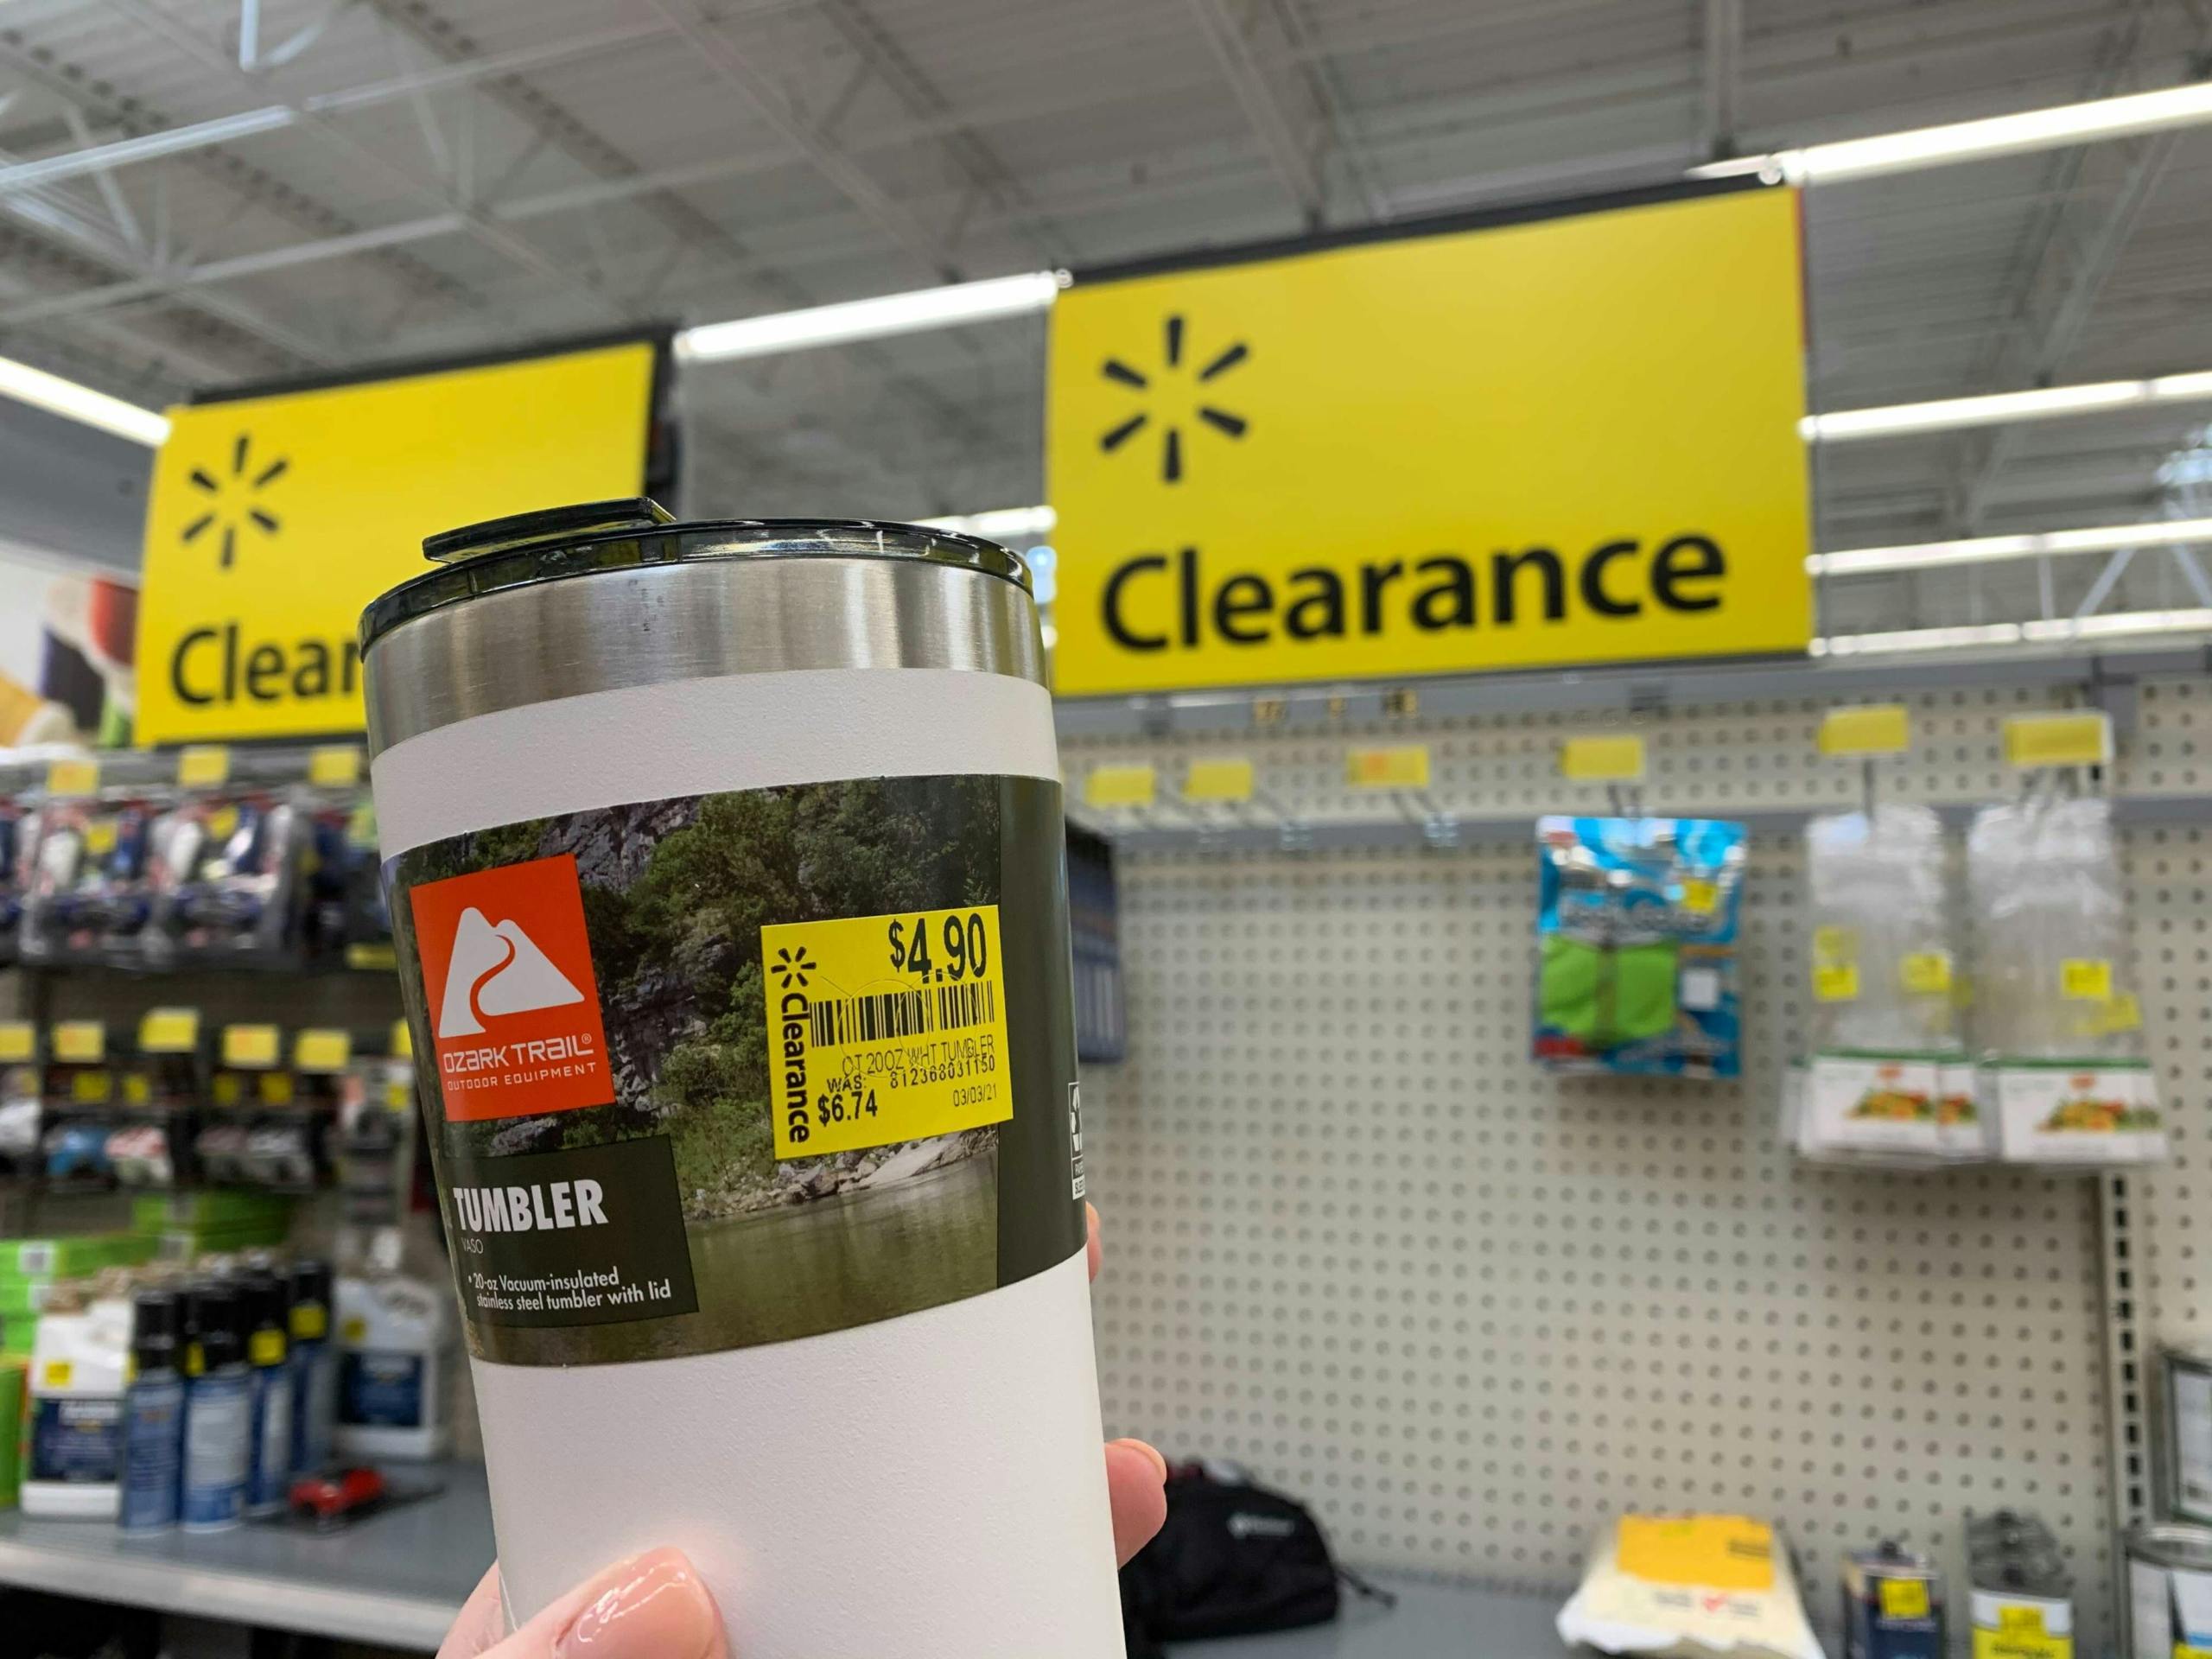 Clear
Clearance
OZARK TRAIL®
OUTDOOR EQUIPMENT
TUMBLER
VASO
• 20-oz Vacuum-insulated
stainless steel tumbler with lid
Clearance
$4.90
OT 20OZ WHT TUMBLER
WAS: 812368031150
$6.74 03/03/21